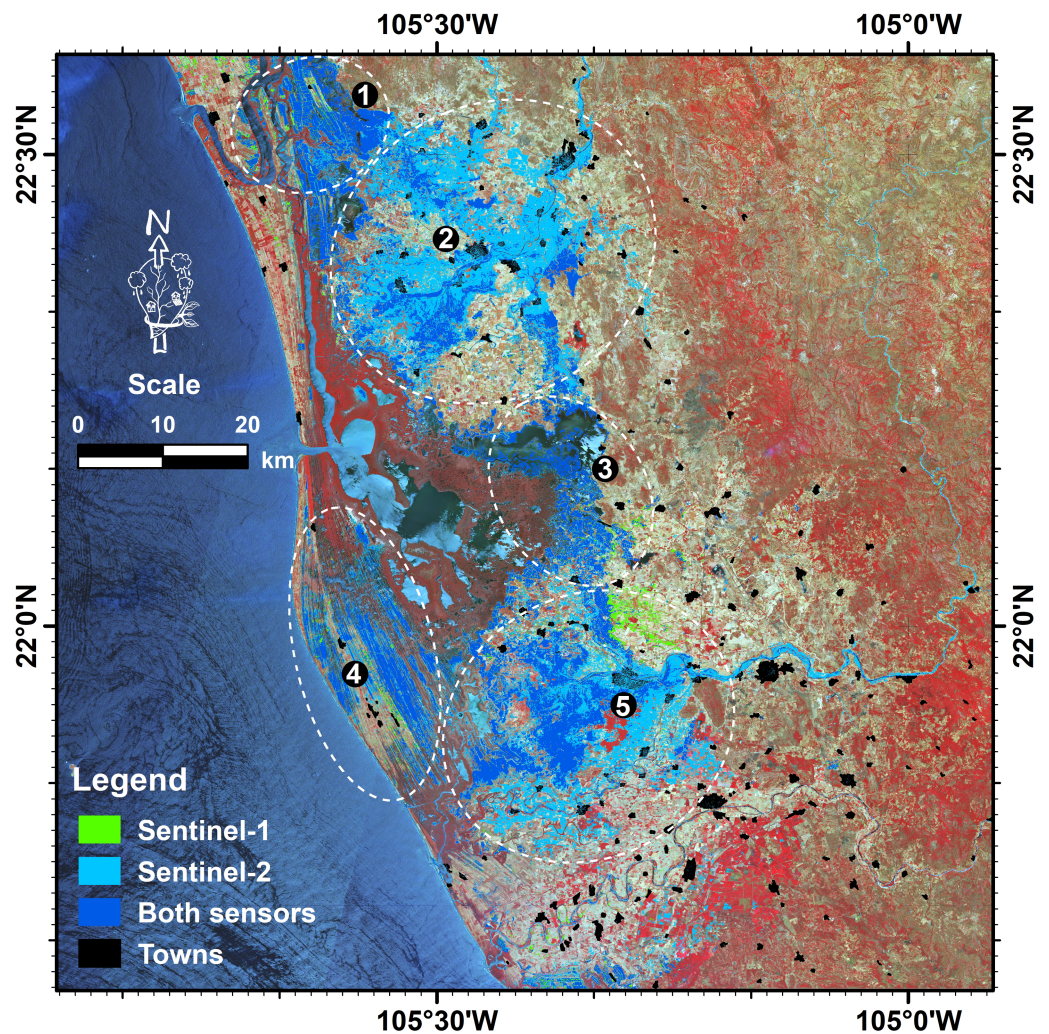 105°30'W 105°0'W
22°30'N 22°30'N
1
2
N
Scale
0 10 20
km
3
22°0'N 22°0'N
4
5
Legend
Sentinel-1
Sentinel-2
Both sensors
Towns
105°30'W 105°0'W